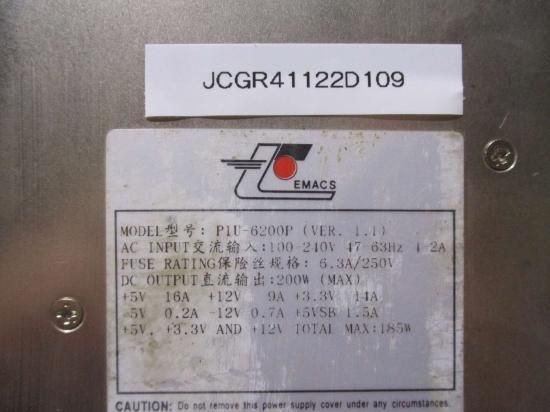 JCGR41122D109
EMACS
MODEL型号: P1U-6200P (VER. 1.1)
AC INPUT交流输入:100-240V 47-63Hz 4-2A
FUSE RATING保险丝规格: 6.3A/250V
DC OUTPUT直流输出:200W (MAX)
+5V 16A +12V 9A +3.3V 14A
-5V 0.2A -12V 0.7A +5VSB 1.5A
+5V, +3.3V AND +12V TOTAL MAX:185W
CAUTION: Do not remove this power supply cover under any circumstances.